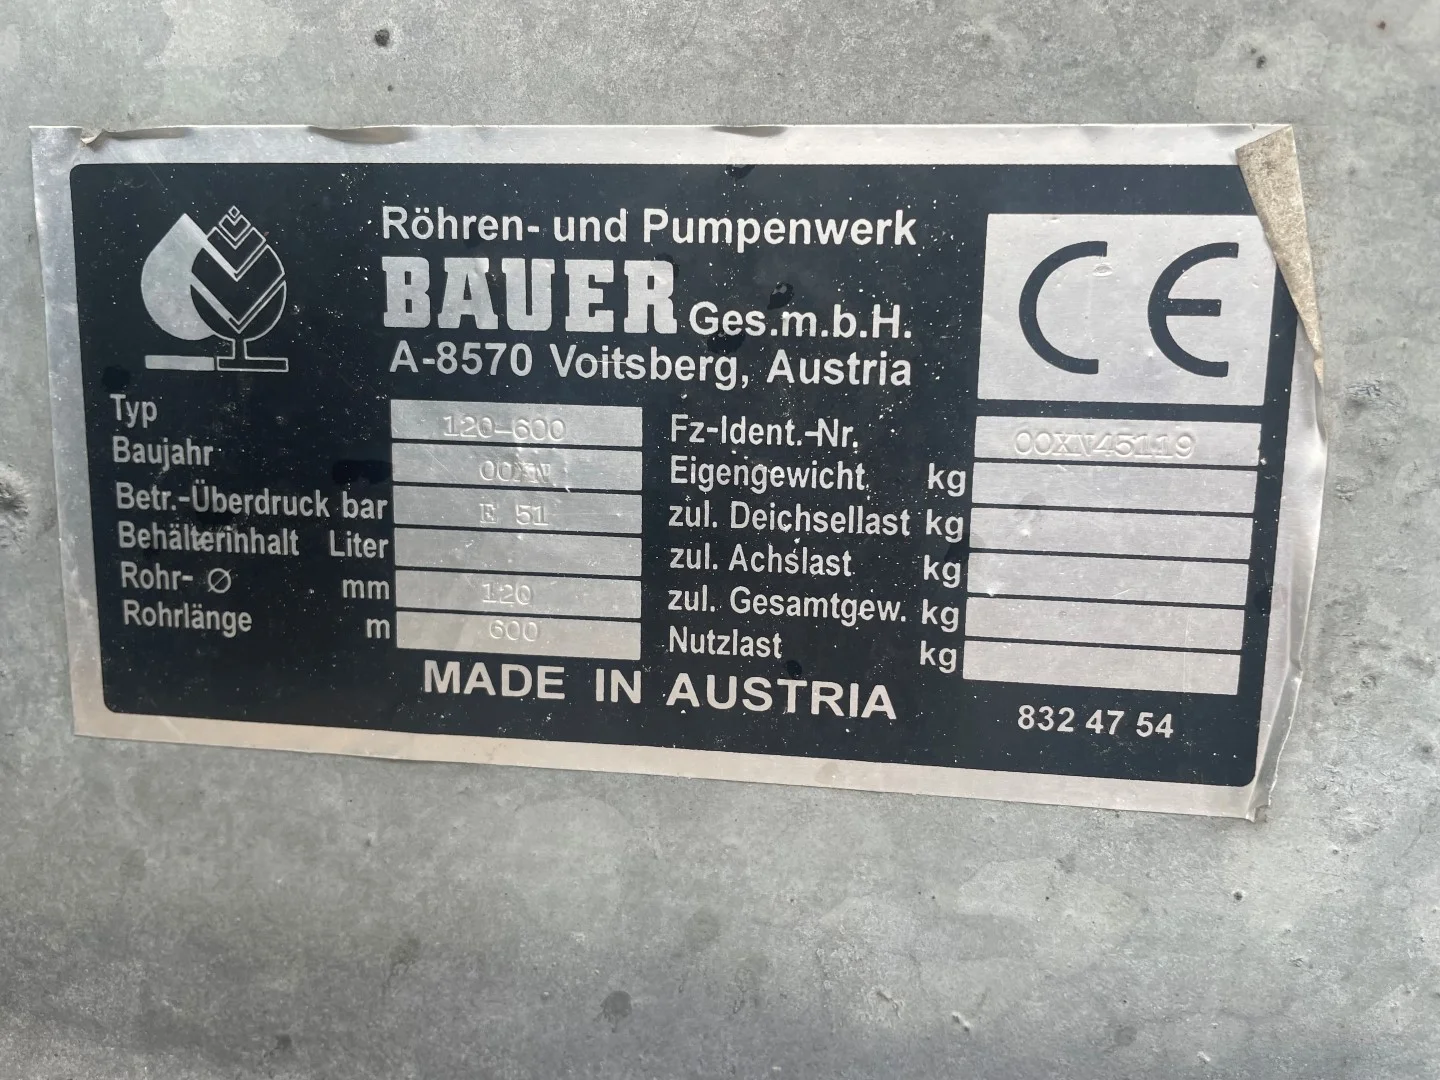 Röhren- und Pumpenwerk
BAUER Ges.m.b.H.
A-8570 Voitsberg, Austria
CE
Typ 120-600
Baujahr
Betr.-Überdruck bar E 51
Behälterinhalt Liter
Rohr- Ø mm 120
Rohrlänge m 600
Fz-Ident.-Nr. 00XV45119
Eigengewicht kg
zul. Deichsellast kg
zul. Achslast kg
zul. Gesamtgew. kg
Nutzlast kg
MADE IN AUSTRIA
832 47 54